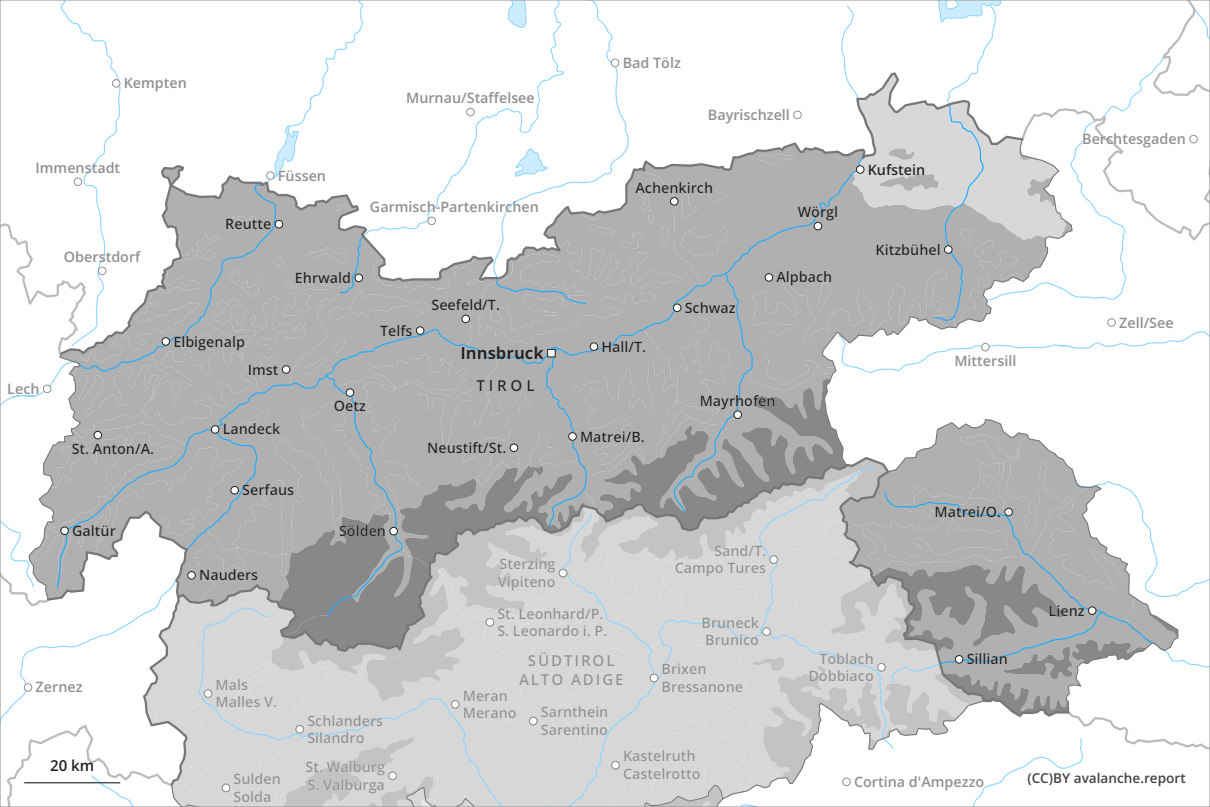 Kempten
Bad Tölz
Murnau/Staffelsee
Bayrischzell
Berchtesgaden
Immenstadt
Füssen
Kufstein
Achenkirch
Garmisch-Partenkirchen
Reutte
Wörgl
Oberstdorf
Kitzbühel
Ehrwald
Alpbach
Seefeld/T.
Schwaz
Telfs
Zell/See
Elbigenalp
Innsbruck
Hall/T.
Mittersill
Imst
TIROL
Lech
Oetz
Mayrhofen
Landeck
Matrei/B.
St. Anton/A.
Neustift/St.
Serfaus
Matrei/O.
Galtür
Sölden
Sand/T.
Campo Tures
Sterzing
Vipiteno
Nauders
Lienz
St. Leonhard/P.
S. Leonardo i. P.
Bruneck
Brunico
SÜDTIROL
ALTO ADIGE
Toblach
Dobbiaco
Sillian
Brixen
Bressanone
Zernez
Mals
Malles V.
Meran
Merano
Sarnthein
Sarentino
Schlanders
Silandro
Kastelruth
Castelrotto
St. Walburg
S. Valburga
Sulden
Solda
20 km
Cortina d'Ampezzo
(CC)BY avalanche.report